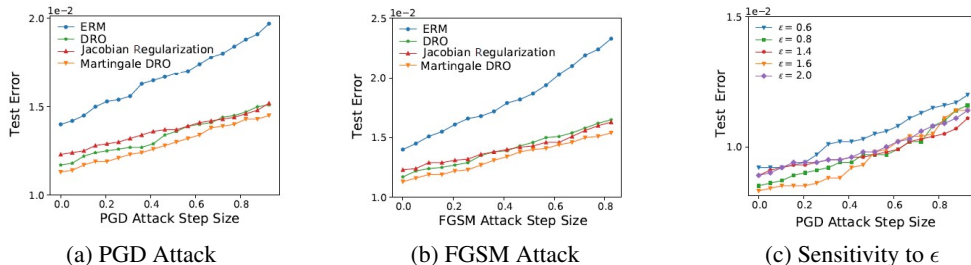 1e−2
2.0
1.5
1.0
Test Error
ERM
DRO
Jacobian Regularization
Martingale DRO
0.0 0.2 0.4 0.6 0.8
PGD Attack Step Size
(a) PGD Attack
1e−2
2.5
2.0
1.5
1.0
Test Error
ERM
DRO
Jacobian Regularization
Martingale DRO
0.0 0.2 0.4 0.6 0.8
FGSM Attack Step Size
(b) FGSM Attack
1e−2
1.5
1.0
Test Error
ϵ = 0.6
ϵ = 0.8
ϵ = 1.4
ϵ = 1.6
ϵ = 2.0
0.0 0.2 0.4 0.6 0.8
PGD Attack Step Size
(c) Sensitivity to ϵ